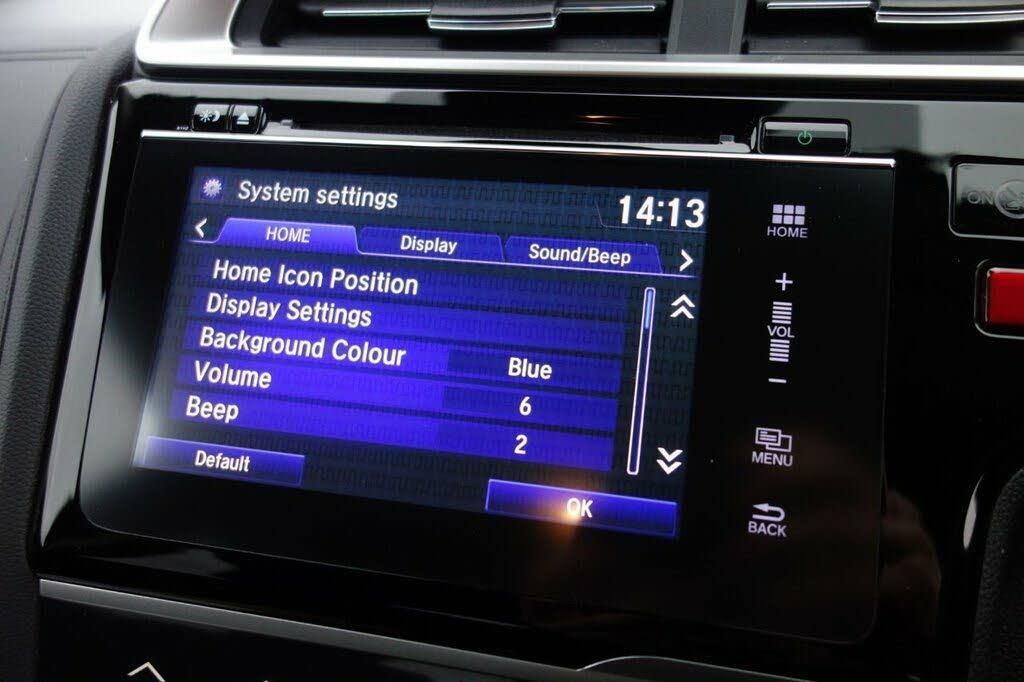 System settings 14:13
HOME Display Sound/Beep
Home Icon Position
Display Settings
Background Colour Blue
Volume 6
Beep 2
Default OK
HOME
+
VOL
−
MENU
BACK
ON